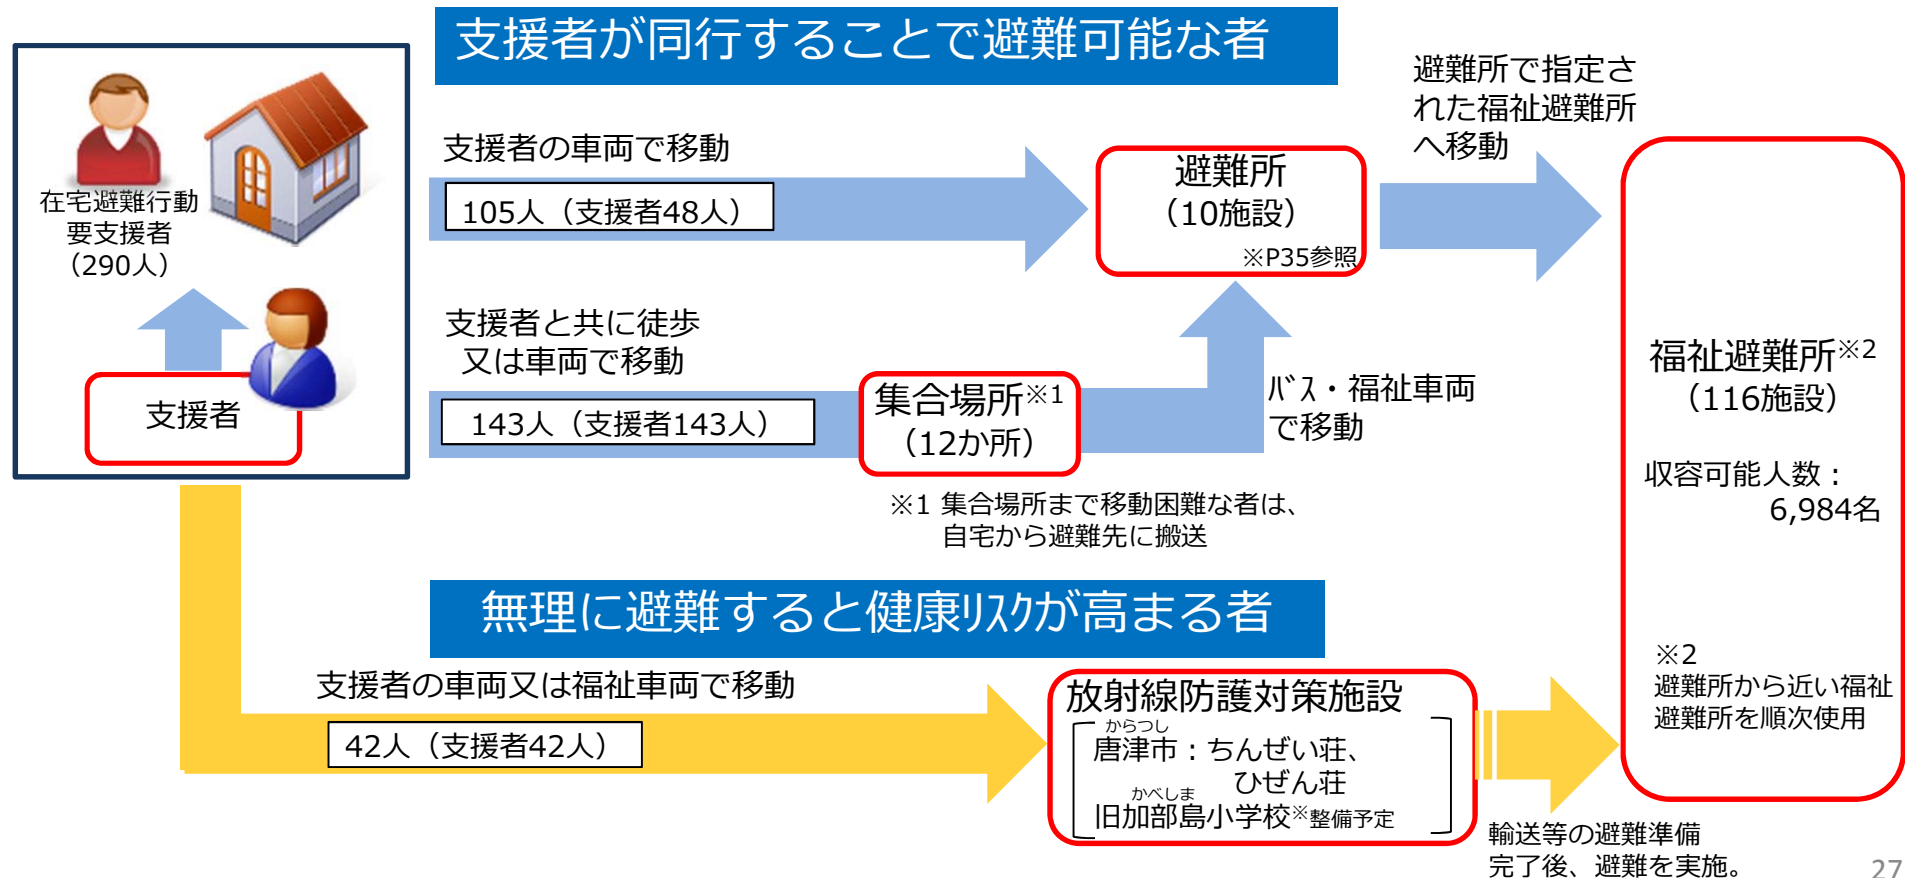 支援者が同行することで避難可能な者
在宅避難行動
要支援者
（290人）
支援者
支援者の車両で移動
105人（支援者48人）
避難所
（10施設）
※P35参照
避難所で指定さ
れた福祉避難所
へ移動
支援者と共に徒歩
又は車両で移動
143人（支援者143人）
集合場所※1
（12か所）
ﾊﾞｽ・福祉車両
で移動
※1 集合場所まで移動困難な者は、
自宅から避難先に搬送
福祉避難所※2
（116施設）
収容可能人数：
6,984名
※2
避難所から近い福祉
避難所を順次使用
無理に避難すると健康ﾘｽｸが高まる者
支援者の車両又は福祉車両で移動
42人（支援者42人）
放射線防護対策施設
からつし
唐津市：ちんぜい荘、
ひぜん荘
かべしま
旧加部島小学校※整備予定
輸送等の避難準備
完了後、避難を実施。
27